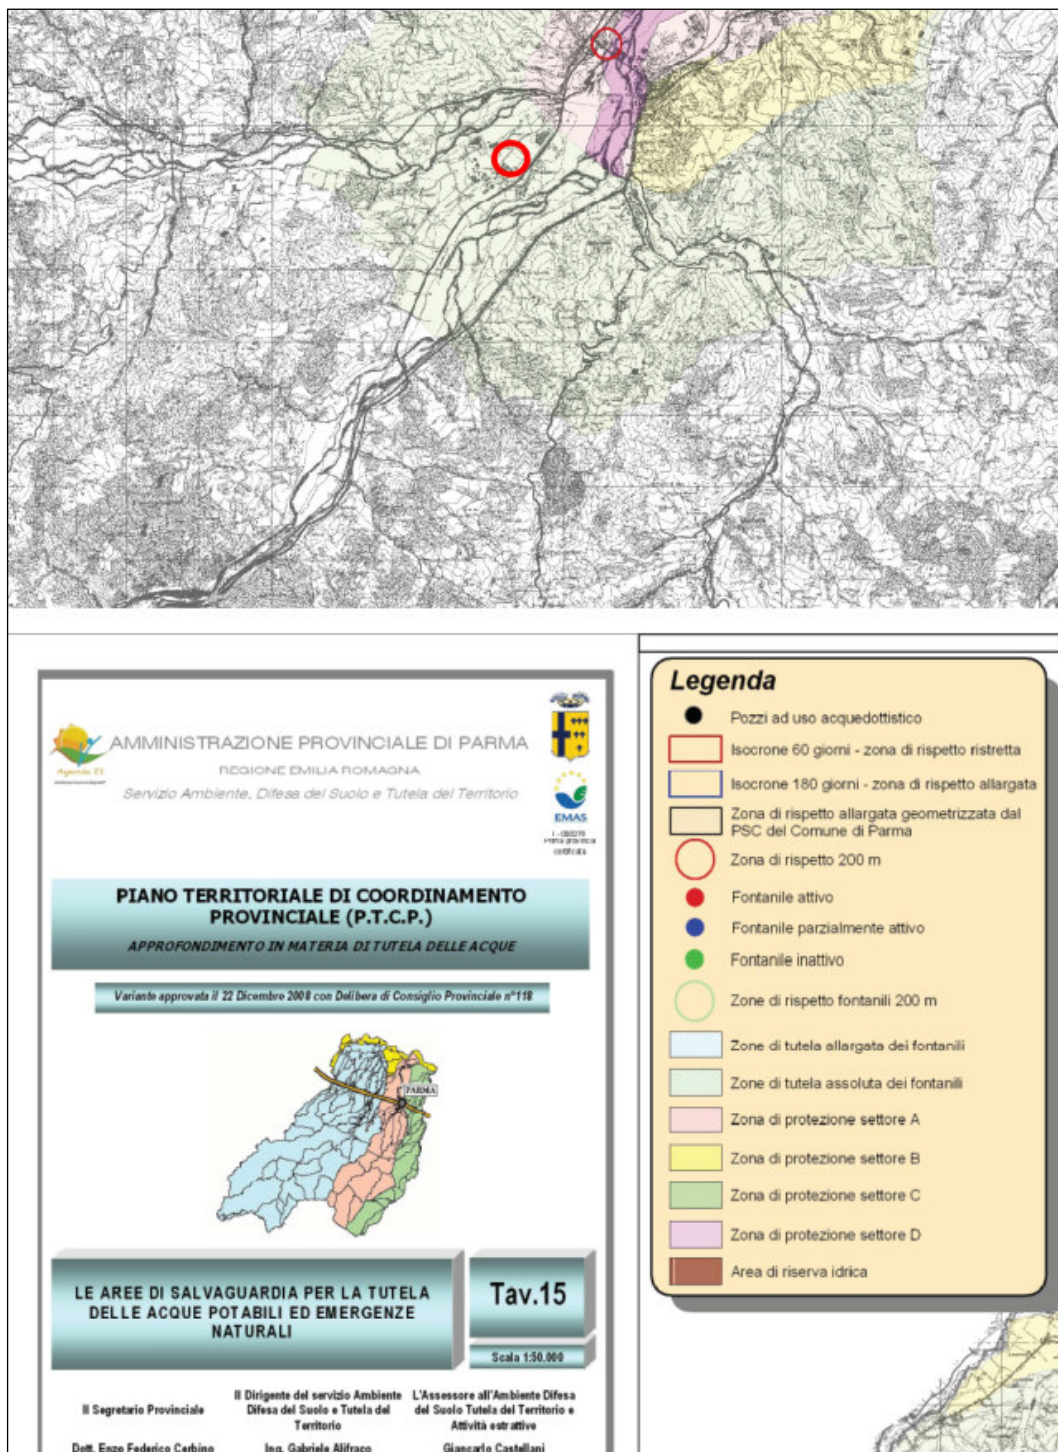 Agenda 21
AMMINISTRAZIONE PROVINCIALE DI PARMA
REGIONE EMILIA ROMAGNA
Servizio Ambiente, Difesa del Suolo e Tutela del Territorio
EMAS
Prima provincia
certificata
PIANO TERRITORIALE DI COORDINAMENTO
PROVINCIALE (P.T.C.P.)
APPROFONDIMENTO IN MATERIA DI TUTELA DELLE ACQUE
Variante approvata il 22 Dicembre 2008 con Delibera di Consiglio Provinciale n°118
PARMA
LE AREE DI SALVAGUARDIA PER LA TUTELA
DELLE ACQUE POTABILI ED EMERGENZE
NATURALI
Tav.15
Scala 1:50.000
Il Segretario Provinciale
Dott. Enzo Federico Cerbino
Il Dirigente del servizio Ambiente
Difesa del Suolo e Tutela del
Territorio
Ing. Gabriele Alifraco
L'Assessore all'Ambiente Difesa
del Suolo Tutela del Territorio e
Attività estrattive
Giancarlo Castellani
Legenda
Pozzi ad uso acquedottistico
Isocrone 60 giorni - zona di rispetto ristretta
Isocrone 180 giorni - zona di rispetto allargata
Zona di rispetto allargata geometrizzata dal
PSC del Comune di Parma
Zona di rispetto 200 m
Fontanile attivo
Fontanile parzialmente attivo
Fontanile inattivo
Zone di rispetto fontanili 200 m
Zone di tutela allargata dei fontanili
Zone di tutela assoluta dei fontanili
Zona di protezione settore A
Zona di protezione settore B
Zona di protezione settore C
Zona di protezione settore D
Area di riserva idrica